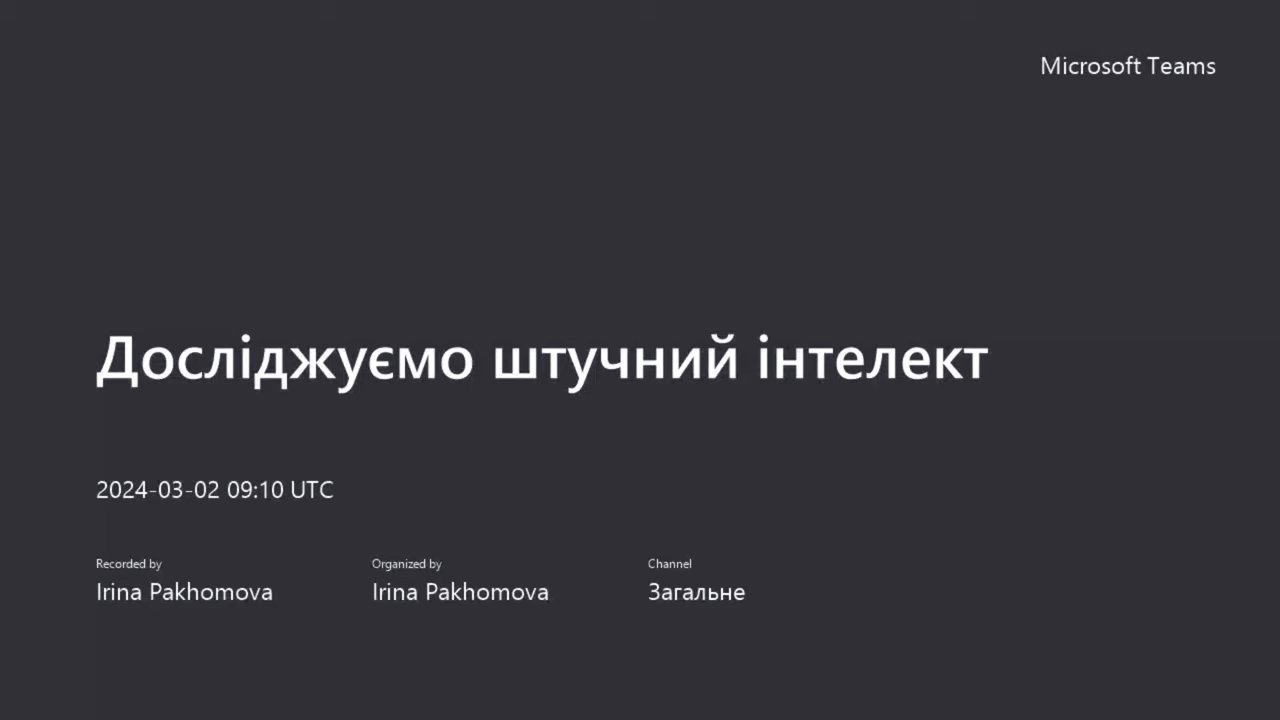 Microsoft Teams
Досліджуємо штучний інтелект
2024-03-02 09:10 UTC
Recorded by
Irina Pakhomova
Organized by
Irina Pakhomova
Channel
Загальне